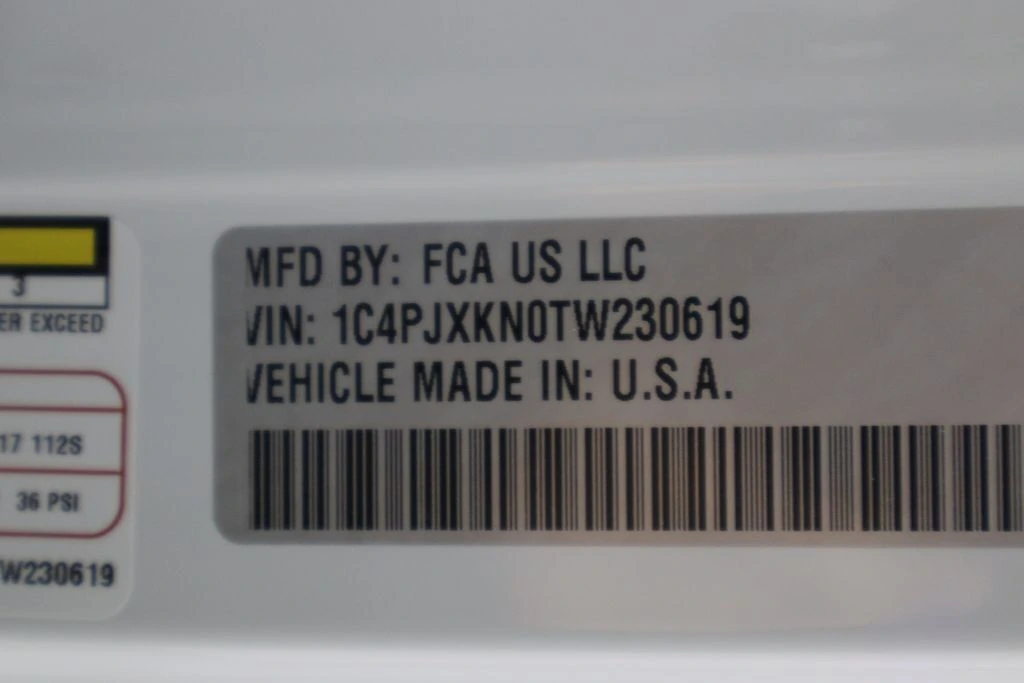 3
ER EXCEED
17 112S
36 PSI
W230619
MFD BY: FCA US LLC
VIN: 1C4PJXKN0TW230619
VEHICLE MADE IN: U.S.A.